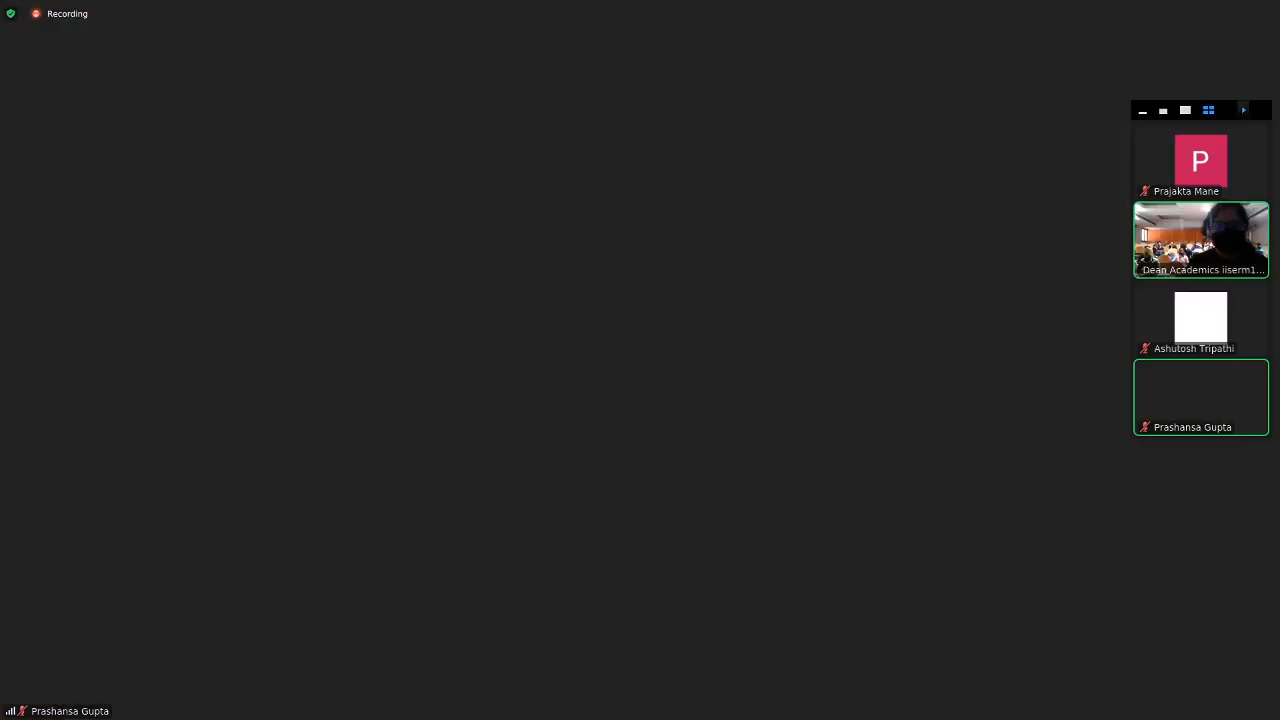 Recording
P
Prajakta Mane
Dean Academics iiserm1...
Ashutosh Tripathi
Prashansa Gupta
Prashansa Gupta